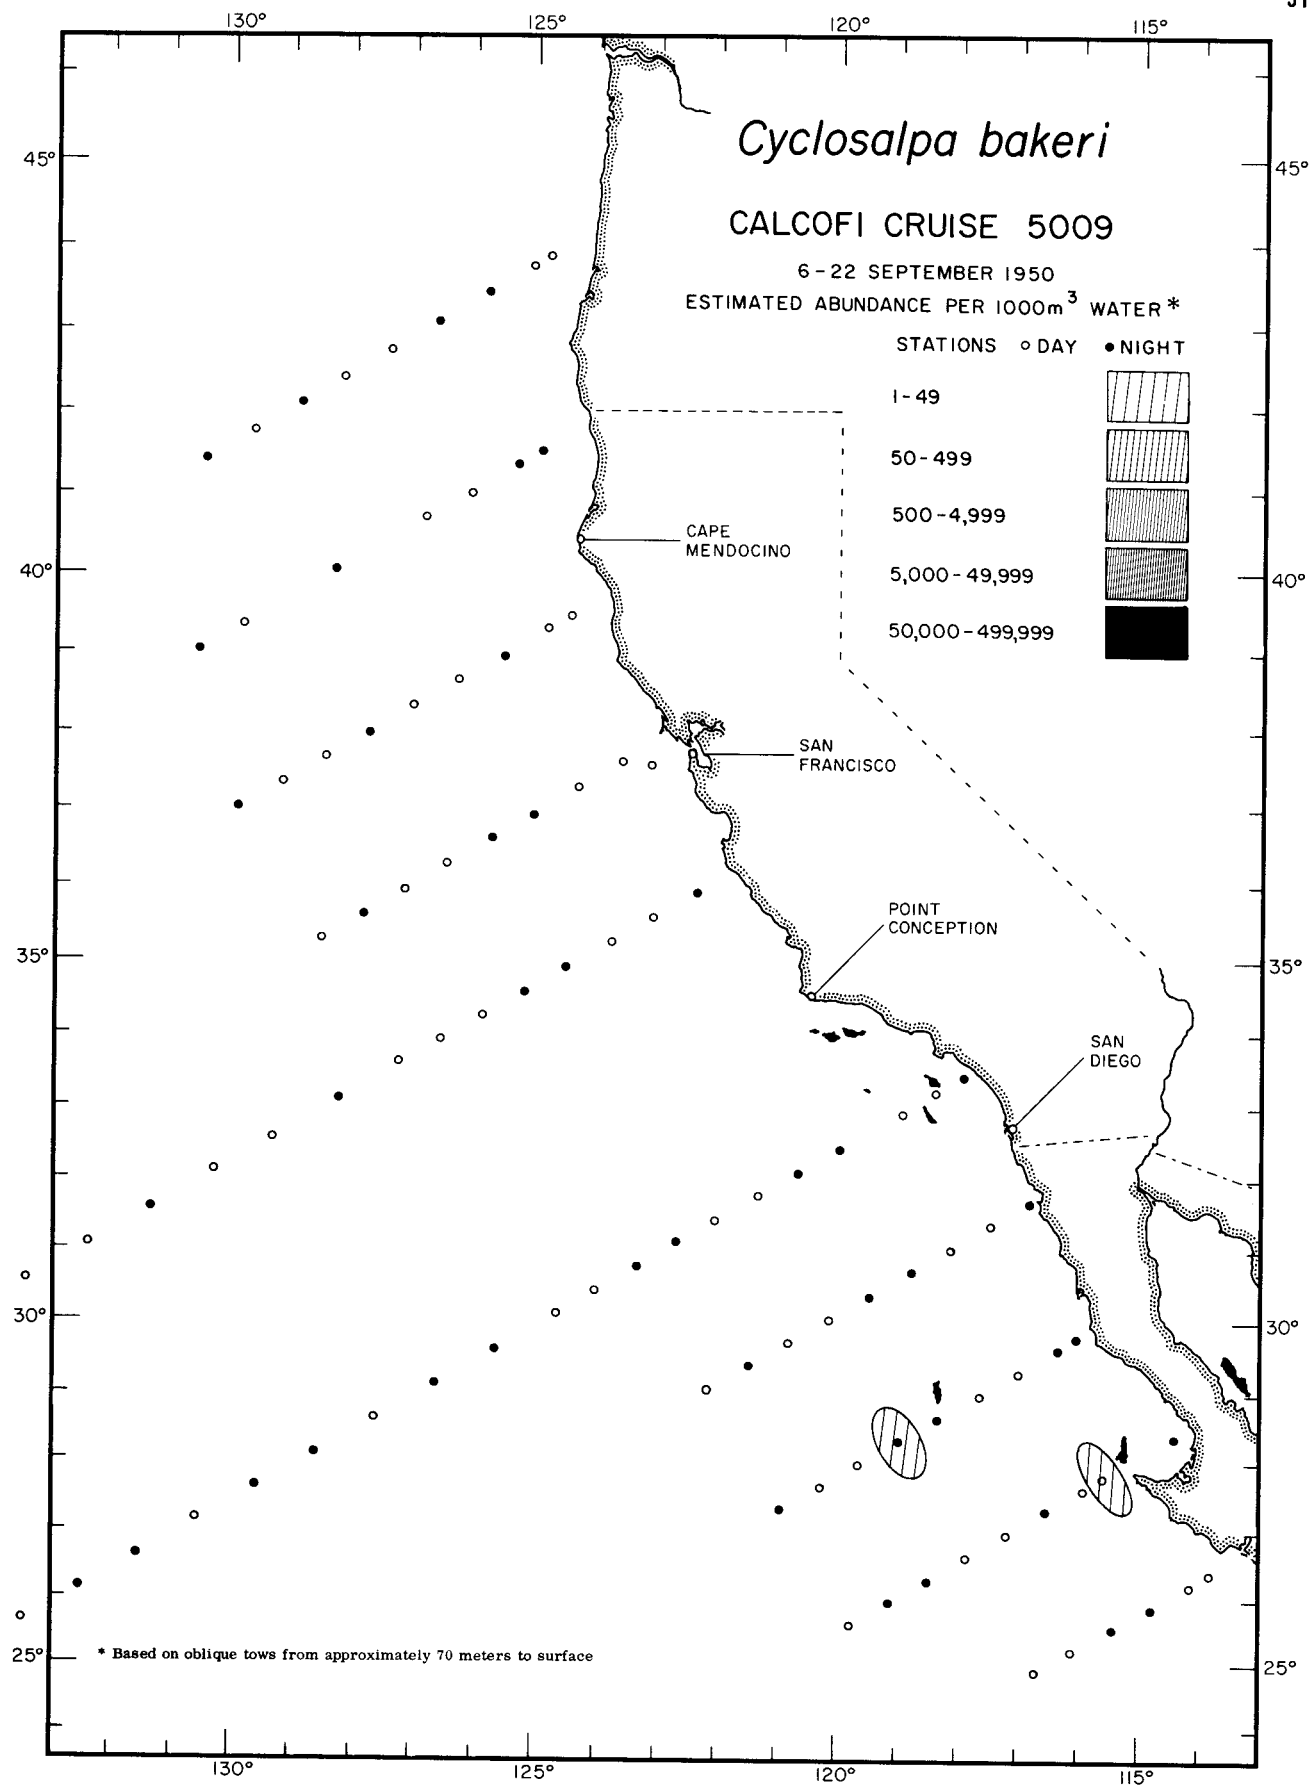 130° 125° 120° 115°
45° 45°
Cyclosalpa bakeri
CALCOFI CRUISE 5009
6-22 SEPTEMBER 1950
ESTIMATED ABUNDANCE PER 1000m³ WATER*
STATIONS ○ DAY ● NIGHT
1-49
50-499
500-4,999
5,000-49,999
50,000-499,999
CAPE
MENDOCINO
40° 40°
SAN
FRANCISCO
POINT
CONCEPTION
35° 35°
SAN
DIEGO
30° 30°
25° 25°
* Based on oblique tows from approximately 70 meters to surface
130° 125° 120° 115°